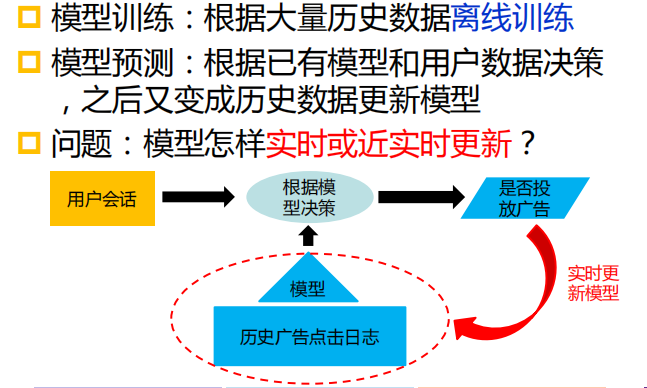 模型训练：根据大量历史数据离线训练
模型预测：根据已有模型和用户数据决策
，之后又变成历史数据更新模型
问题：模型怎样实时或近实时更新？
用户会话
根据模
型决策
是否投
放广告
模型
历史广告点击日志
实时更
新模型